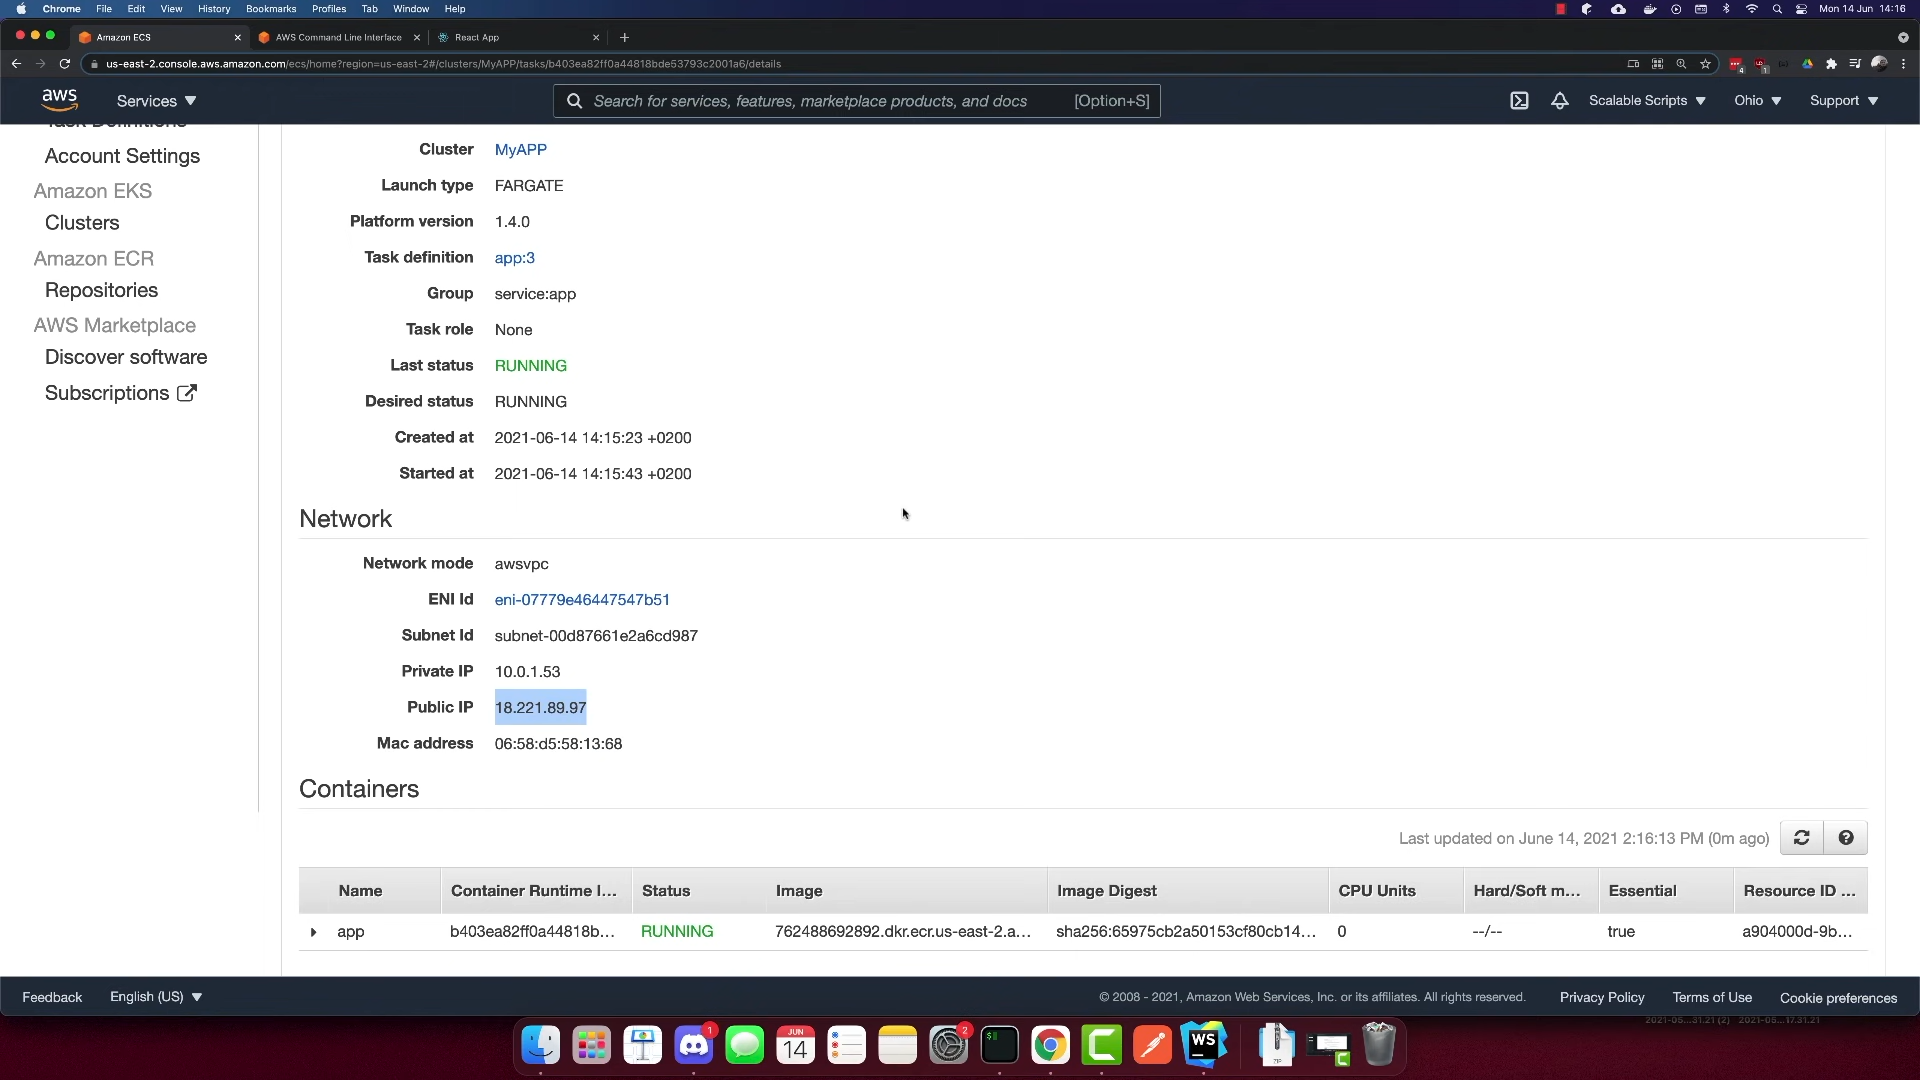 Chrome File Edit View History Bookmarks Profiles Tab Window Help Mon 14 Jun 14:16
Amazon ECS AWS Command Line Interface React App
us-east-2.console.aws.amazon.com/ecs/home?region=us-east-2#/clusters/MyAPP/tasks/b403ea82ff0a44818bde53793c2001a6/details
aws Services Search for services, features, marketplace products, and docs [Option+S] Scalable Scripts Ohio Support
Task Definitions
Account Settings
Amazon EKS
Clusters
Amazon ECR
Repositories
AWS Marketplace
Discover software
Subscriptions
Cluster MyAPP
Launch type FARGATE
Platform version 1.4.0
Task definition app:3
Group service:app
Task role None
Last status RUNNING
Desired status RUNNING
Created at 2021-06-14 14:15:23 +0200
Started at 2021-06-14 14:15:43 +0200
Network
Network mode awsvpc
ENI Id eni-07779e46447547b51
Subnet Id subnet-00d87661e2a6cd987
Private IP 10.0.1.53
Public IP 18.221.89.97
Mac address 06:58:d5:58:13:68
Containers
Last updated on June 14, 2021 2:16:13 PM (0m ago)
Name Container Runtime I... Status Image Image Digest CPU Units Hard/Soft m... Essential Resource ID ...
app b403ea82ff0a44818b... RUNNING 762488692892.dkr.ecr.us-east-2.a... sha256:65975cb2a50153cf80cb14... 0 --/-- true a904000d-9b...
Feedback English (US) © 2008 - 2021, Amazon Web Services, Inc. or its affiliates. All rights reserved. Privacy Policy Terms of Use Cookie preferences
1 JUN 14 2 WS ZIP